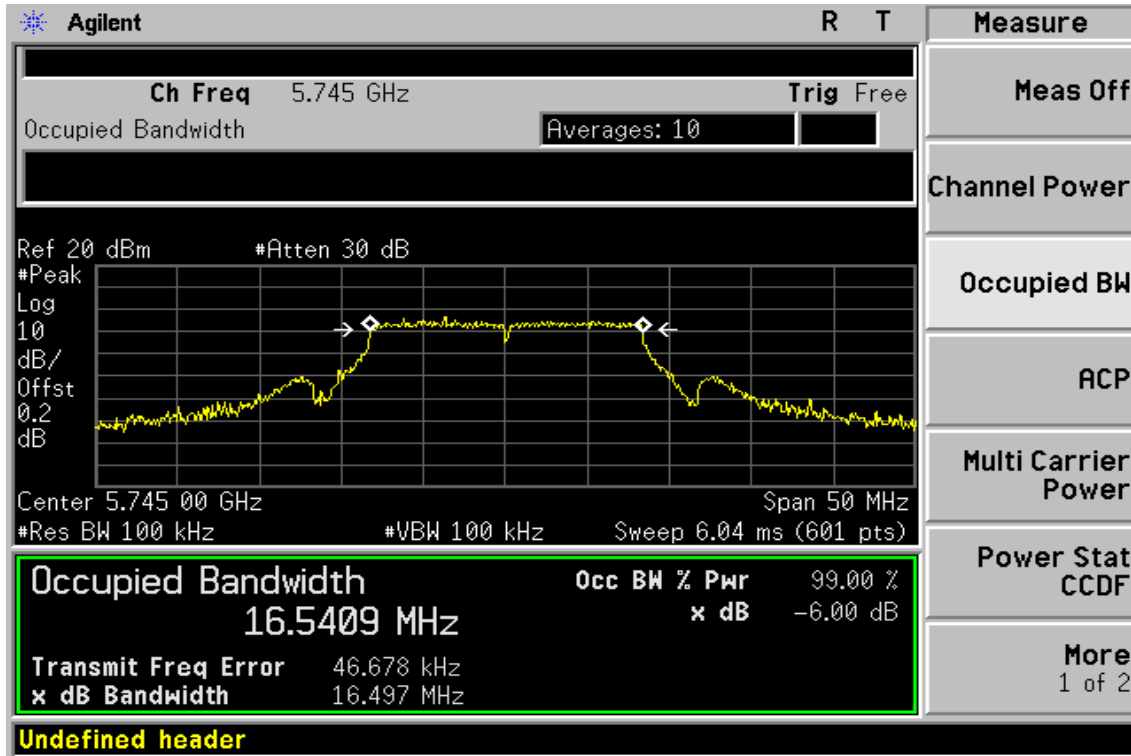 Agilent
R T
Measure
Ch Freq 5.745 GHz
Trig Free
Occupied Bandwidth
Averages: 10
Meas Off
Channel Power
Occupied BW
ACP
Multi Carrier
Power
Power Stat
CCDF
More
1 of 2
Ref 20 dBm
#Atten 30 dB
#Peak
Log
10
dB/
Offst
0.2
dB
Center 5.745 00 GHz
Span 50 MHz
#Res BW 100 kHz
#VBW 100 kHz
Sweep 6.04 ms (601 pts)
Occupied Bandwidth
16.5409 MHz
Occ BW % Pwr 99.00 %
x dB -6.00 dB
Transmit Freq Error 46.678 kHz
x dB Bandwidth 16.497 MHz
Undefined header